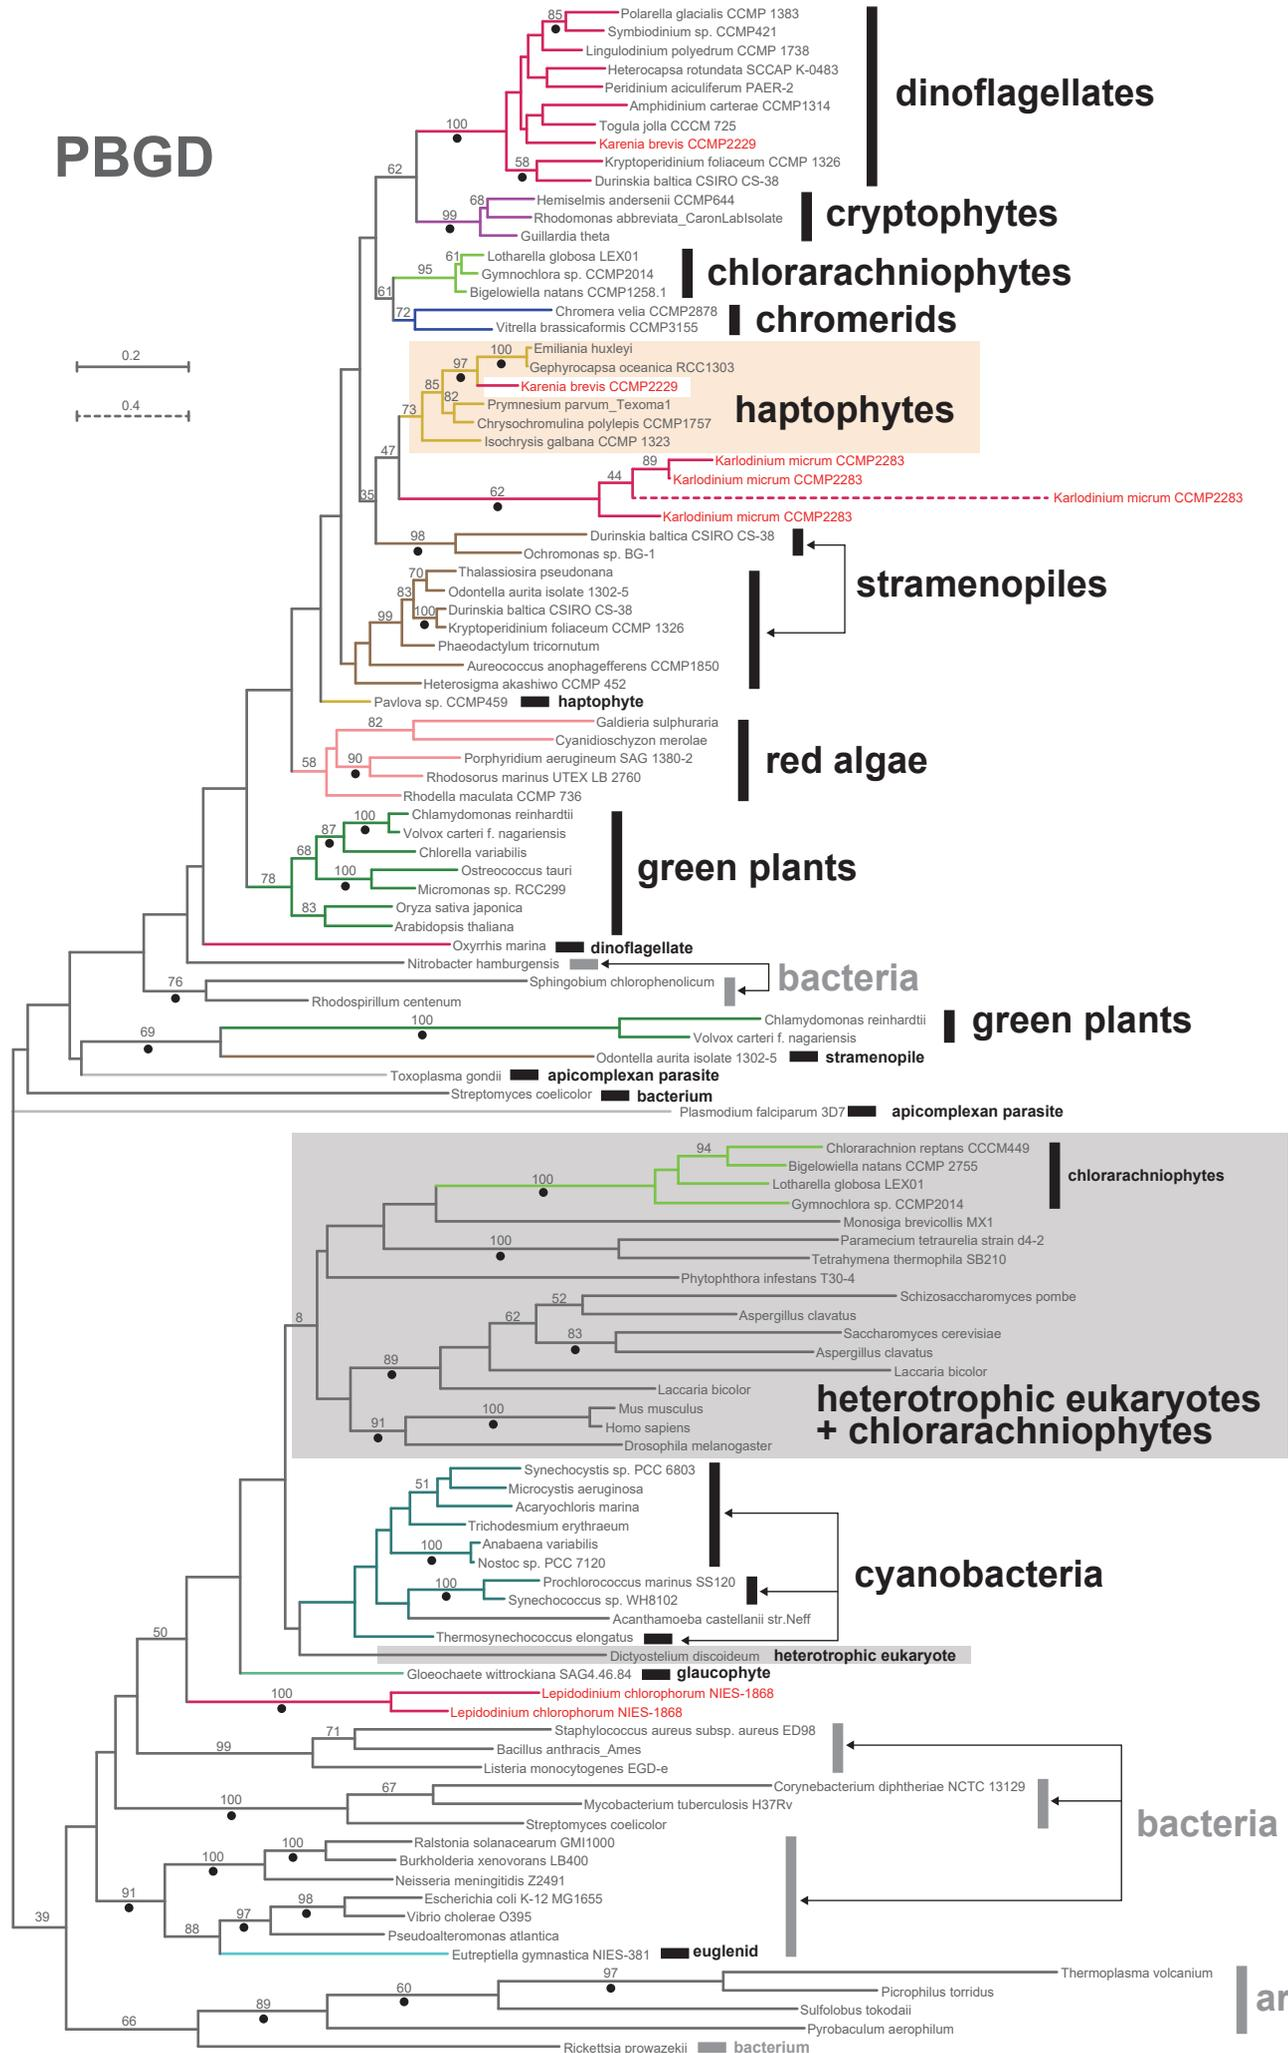 85
Polarella glacialis CCMP 1383
Symbiodinium sp. CCMP421
Lingulodinium polyedrum CCMP 1738
Heterocapsa rotundata SCCAP K-0483
Peridinium aciculiferum PAER-2
dinoflagellates
Amphidinium carterae CCMP1314
100
Togula jolla CCCM 725
PBGD
Karenia brevis CCMP2229
58
Kryptoperidinium foliaceum CCMP 1326
62
Durinskia baltica CSIRO CS-38
68
Hemiselmis andersenii CCMP644
99
Rhodomonas abbreviata_CaronLabIsolate
cryptophytes
Guillardia theta
61
Lotharella globosa LEX01
95
Gymnochlora sp. CCMP2014
chlorarachniophytes
61
Bigelowiella natans CCMP1258.1
72
Chromera velia CCMP2878
chromerids
Vitrella brassicaformis CCMP3155
0.2
100
Emiliania huxleyi
97
Gephyrocapsa oceanica RCC1303
85
Karenia brevis CCMP2229
82
Prymnesium parvum_Texoma1
haptophytes
0.4
73
Chrysochromulina polylepis CCMP1757
Isochrysis galbana CCMP 1323
47
89
Karlodinium micrum CCMP2283
44
Karlodinium micrum CCMP2283
35
62
Karlodinium micrum CCMP2283
Karlodinium micrum CCMP2283
98
Durinskia baltica CSIRO CS-38
Ochromonas sp. BG-1
70
Thalassiosira pseudonana
stramenopiles
83
Odontella aurita isolate 1302-5
99
100
Durinskia baltica CSIRO CS-38
Kryptoperidinium foliaceum CCMP 1326
Phaeodactylum tricornutum
Aureococcus anophagefferens CCMP1850
Heterosigma akashiwo CCMP 452
Pavlova sp. CCMP459
haptophyte
82
Galdieria sulphuraria
Cyanidioschyzon merolae
58
90
Porphyridium aerugineum SAG 1380-2
red algae
Rhodosorus marinus UTEX LB 2760
Rhodella maculata CCMP 736
100
Chlamydomonas reinhardtii
87
Volvox carteri f. nagariensis
68
Chlorella variabilis
78
100
Ostreococcus tauri
green plants
Micromonas sp. RCC299
83
Oryza sativa japonica
Arabidopsis thaliana
Oxyrrhis marina
dinoflagellate
Nitrobacter hamburgensis
bacteria
76
Sphingobium chlorophenolicum
Rhodospirillum centenum
69
100
Chlamydomonas reinhardtii
green plants
Volvox carteri f. nagariensis
Odontella aurita isolate 1302-5
stramenopile
Toxoplasma gondii
apicomplexan parasite
Streptomyces coelicolor
bacterium
Plasmodium falciparum 3D7
apicomplexan parasite
94
Chlorarachnion reptans CCCM449
Bigelowiella natans CCMP 2755
chlorarachniophytes
100
Lotharella globosa LEX01
Gymnochlora sp. CCMP2014
Monosiga brevicollis MX1
100
Paramecium tetraurelia strain d4-2
Tetrahymena thermophila SB210
Phytophthora infestans T30-4
52
Schizosaccharomyces pombe
8
62
Aspergillus clavatus
83
Saccharomyces cerevisiae
89
Aspergillus clavatus
Laccaria bicolor
Laccaria bicolor
heterotrophic eukaryotes
+ chlorarachniophytes
91
100
Mus musculus
Homo sapiens
Drosophila melanogaster
Synechocystis sp. PCC 6803
51
Microcystis aeruginosa
Acaryochloris marina
Trichodesmium erythraeum
100
Anabaena variabilis
Nostoc sp. PCC 7120
cyanobacteria
100
Prochlorococcus marinus SS120
Synechococcus sp. WH8102
Acanthamoeba castellanii str.Neff
50
Thermosynechococcus elongatus
Dictyostelium discoideum
heterotrophic eukaryote
Gloeochaete wittrockiana SAG4.46.84
glaucophyte
100
Lepidodinium chlorophorum NIES-1868
Lepidodinium chlorophorum NIES-1868
71
Staphylococcus aureus subsp. aureus ED98
99
Bacillus anthracis_Ames
Listeria monocytogenes EGD-e
67
Corynebacterium diphtheriae NCTC 13129
100
Mycobacterium tuberculosis H37Rv
Streptomyces coelicolor
bacteria
100
Ralstonia solanacearum GMI1000
100
Burkholderia xenovorans LB400
Neisseria meningitidis Z2491
91
98
Escherichia coli K-12 MG1655
39
97
Vibrio cholerae O395
88
Pseudoalteromonas atlantica
Eutreptiella gymnastica NIES-381
euglenid
97
Thermoplasma volcanium
60
Picrophilus torridus
ar
89
Sulfolobus tokodaii
66
Pyrobaculum aerophilum
Rickettsia prowazekii
bacterium